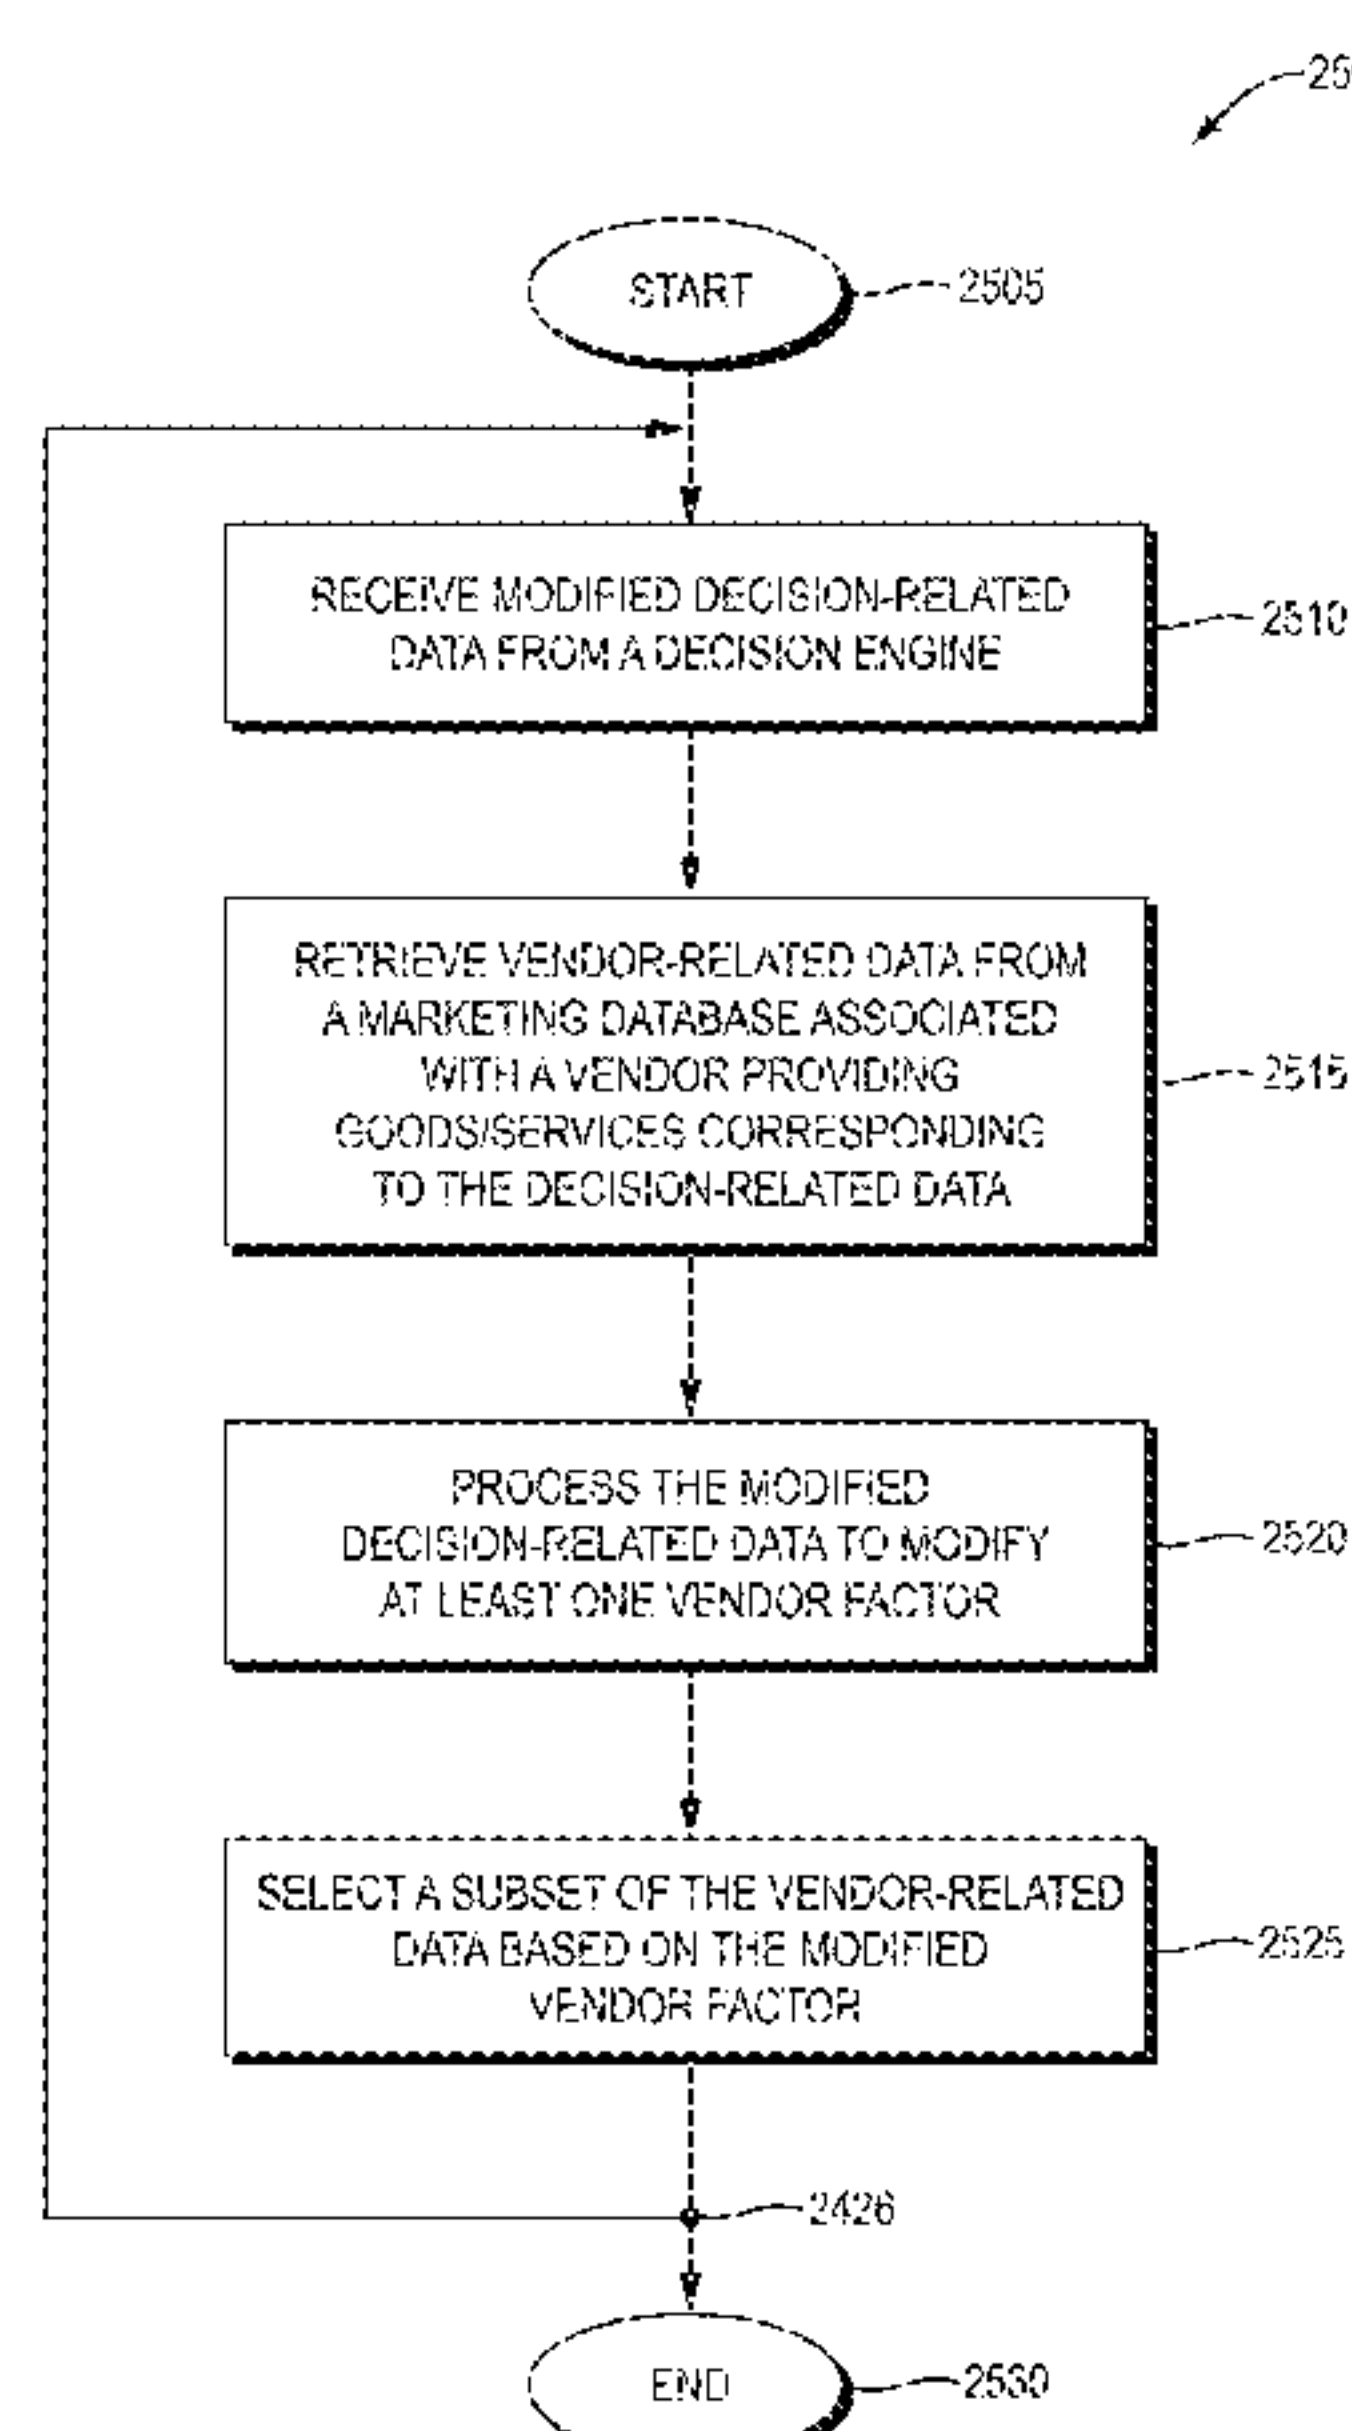 25
START
2505
RECEIVE MODIFIED DECISION-RELATED
DATA FROM A DECISION ENGINE
2510
RETRIEVE VENDOR-RELATED DATA FROM
A MARKETING DATABASE ASSOCIATED
WITH A VENDOR PROVIDING
GOODS/SERVICES CORRESPONDING
TO THE DECISION-RELATED DATA
2515
PROCESS THE MODIFIED
DECISION-RELATED DATA TO MODIFY
AT LEAST ONE VENDOR FACTOR
2520
SELECT A SUBSET OF THE VENDOR-RELATED
DATA BASED ON THE MODIFIED
VENDOR FACTOR
2525
2426
END
2530